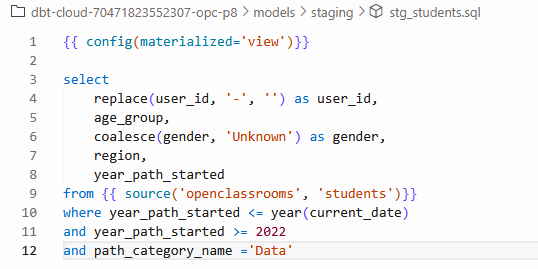 dbt-cloud-70471823552307-opc-p8 > models > staging > stg_students.sql
1 {{ config(materialized='view')}}
2
3 select
4     replace(user_id, '-', '') as user_id,
5     age_group,
6     coalesce(gender, 'Unknown') as gender,
7     region,
8     year_path_started
9 from {{ source('openclassrooms', 'students')}}
10 where year_path_started <= year(current_date)
11 and year_path_started >= 2022
12 and path_category_name ='Data'